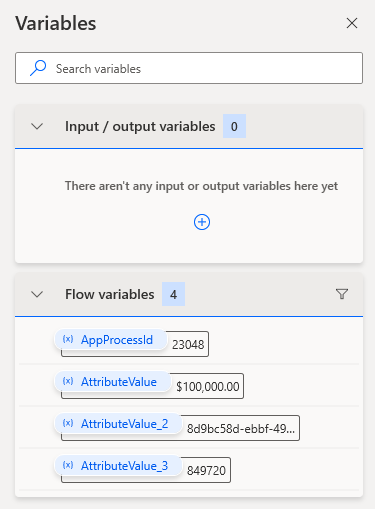 Variables
Search variables
Input / output variables 0
There aren't any input or output variables here yet
Flow variables 4
(x) AppProcessId 23048
(x) AttributeValue $100,000.00
(x) AttributeValue_2 8d9bc58d-ebbf-49...
(x) AttributeValue_3 849720